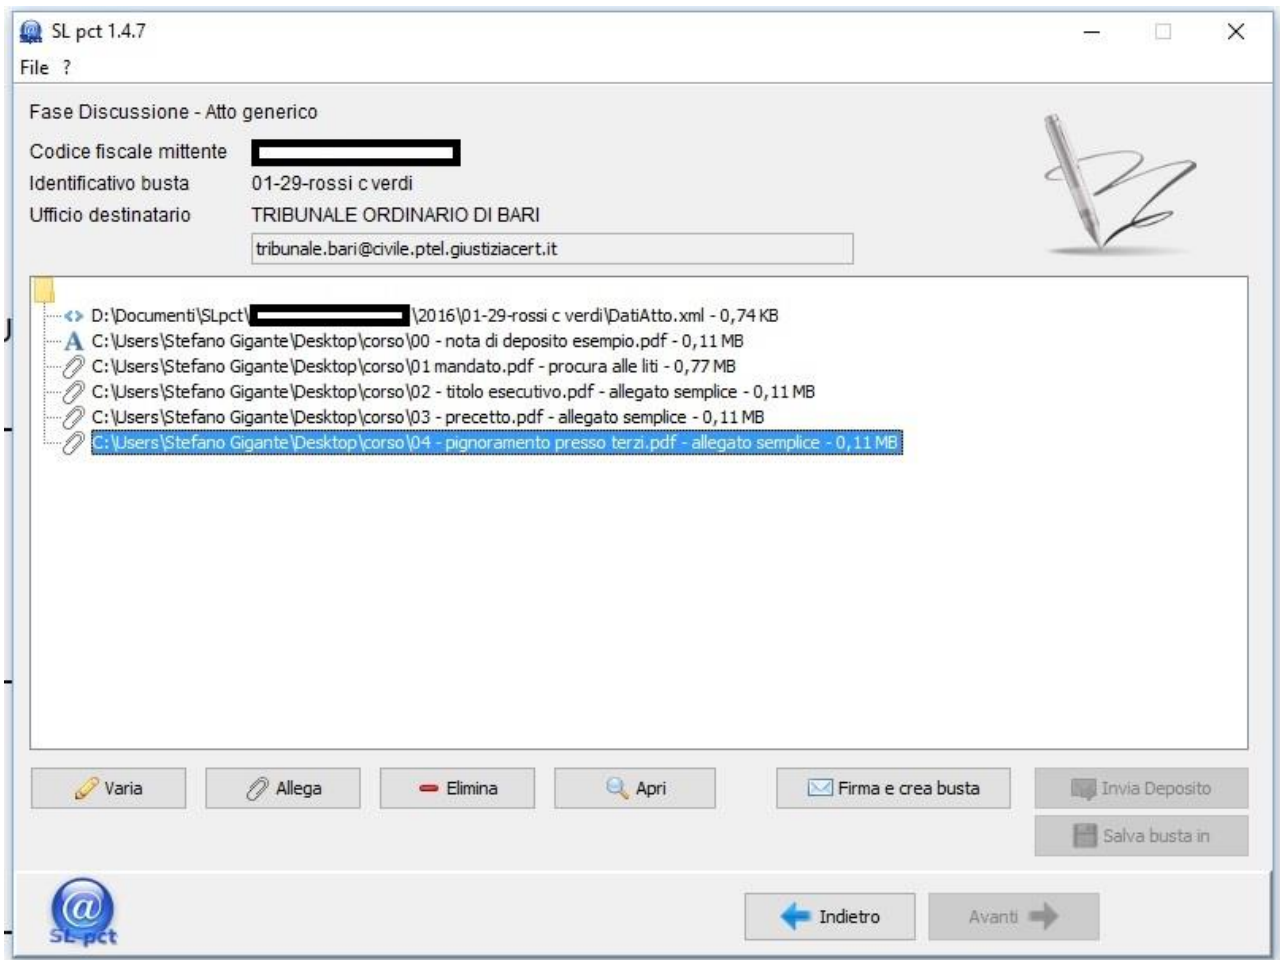 SL pct 1.4.7
File ?
Fase Discussione - Atto generico
Codice fiscale mittente
Identificativo busta 01-29-rossi c verdi
Ufficio destinatario TRIBUNALE ORDINARIO DI BARI
tribunale.bari@civile.ptel.giustiziacert.it
D:\Documenti\SLpct\ \2016\01-29-rossi c verdi\DatiAtto.xml - 0,74 KB
A C:\Users\Stefano Gigante\Desktop\corso\00 - nota di deposito esempio.pdf - 0,11 MB
C:\Users\Stefano Gigante\Desktop\corso\01 mandato.pdf - procura alle liti - 0,77 MB
C:\Users\Stefano Gigante\Desktop\corso\02 - titolo esecutivo.pdf - allegato semplice - 0,11 MB
C:\Users\Stefano Gigante\Desktop\corso\03 - precetto.pdf - allegato semplice - 0,11 MB
C:\Users\Stefano Gigante\Desktop\corso\04 - pignoramento presso terzi.pdf - allegato semplice - 0,11 MB
Varia Allega Elimina Apri Firma e crea busta Invia Deposito
Salva busta in
@ SL pct
Indietro Avanti